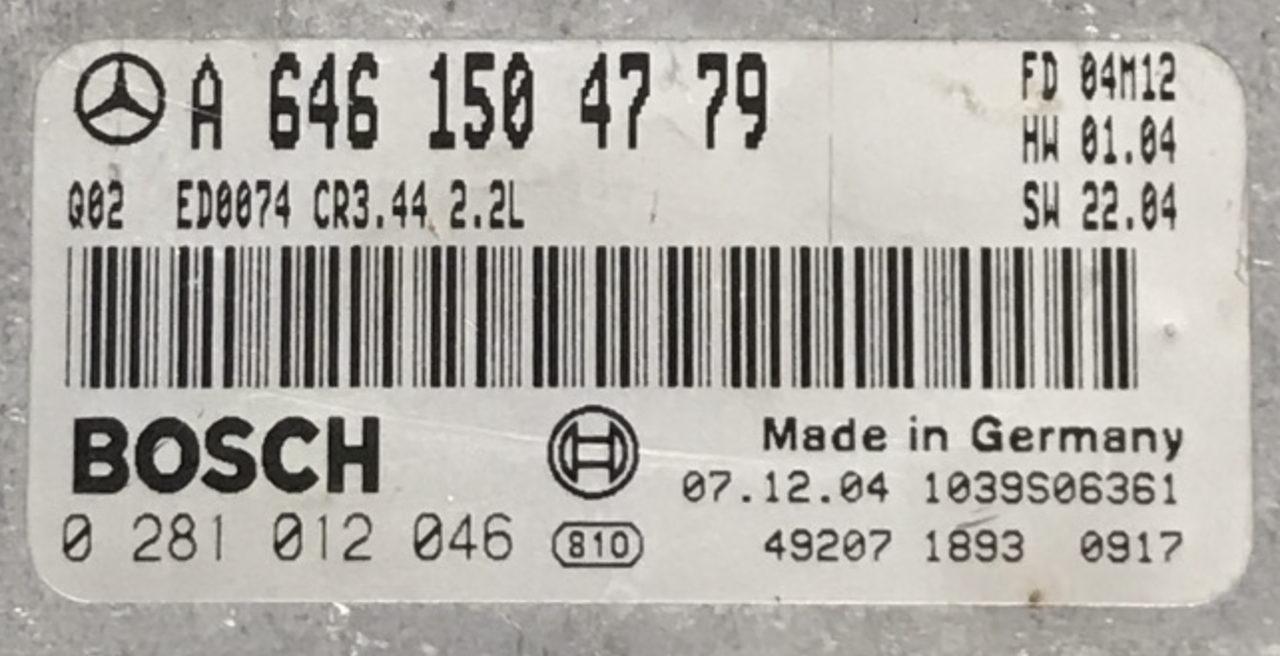 A 646 150 47 79
FD 04M12
HW 01.04
Q02 ED0074 CR3.44 2.2L
SW 22.04
BOSCH
Made in Germany
07.12.04 1039S06361
0 281 012 046
810
49207 1893 0917